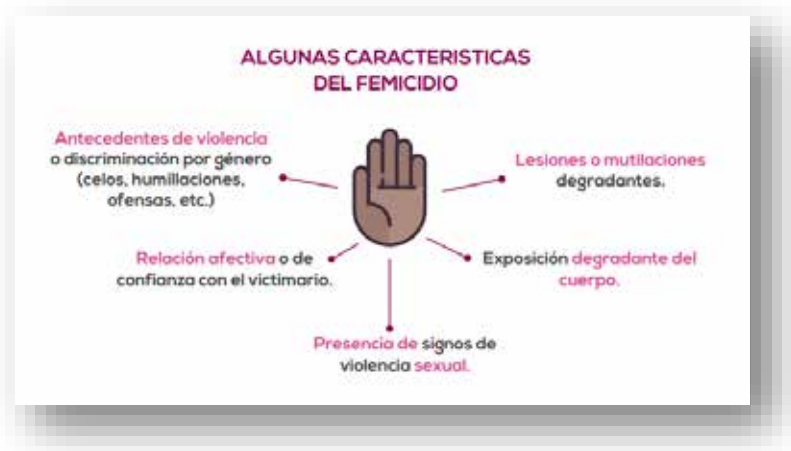 ALGUNAS CARACTERISTICAS
DEL FEMICIDIO
Antecedentes de violencia
o discriminación por género
(celos, humillaciones,
ofensas, etc.)
Lesiones o mutilaciones
degradantes.
Relación afectiva o de
confianza con el victimario.
Exposición degradante del
cuerpo.
Presencia de signos de
violencia sexual.